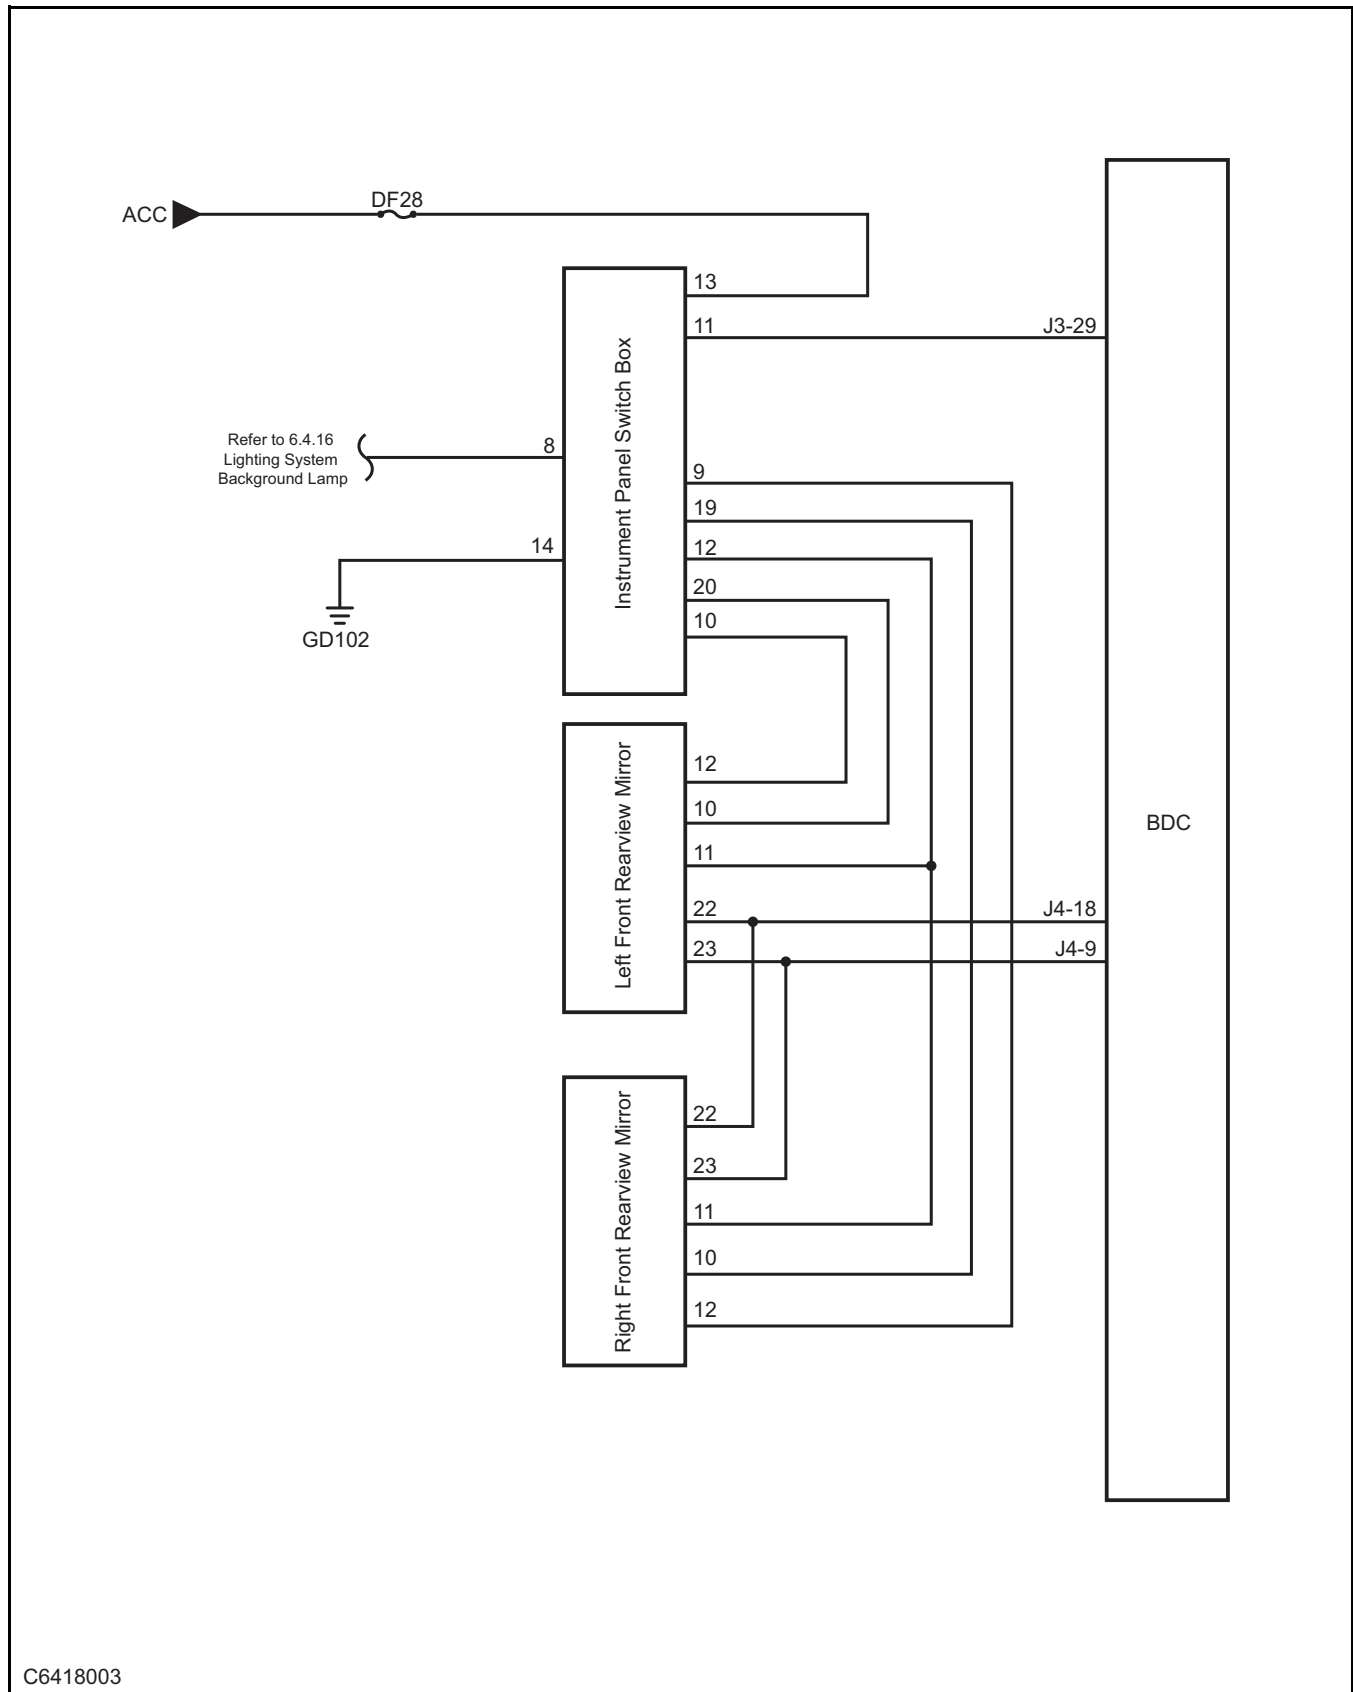 DF28
ACC
13
11
J3-29
Instrument Panel Switch Box
Refer to 6.4.16
Lighting System
Background Lamp
8
9
19
14
12
20
10
GD102
Left Front Rearview Mirror
12
10
11
22
J4-18
23
J4-9
BDC
Right Front Rearview Mirror
22
23
11
10
12
C6418003